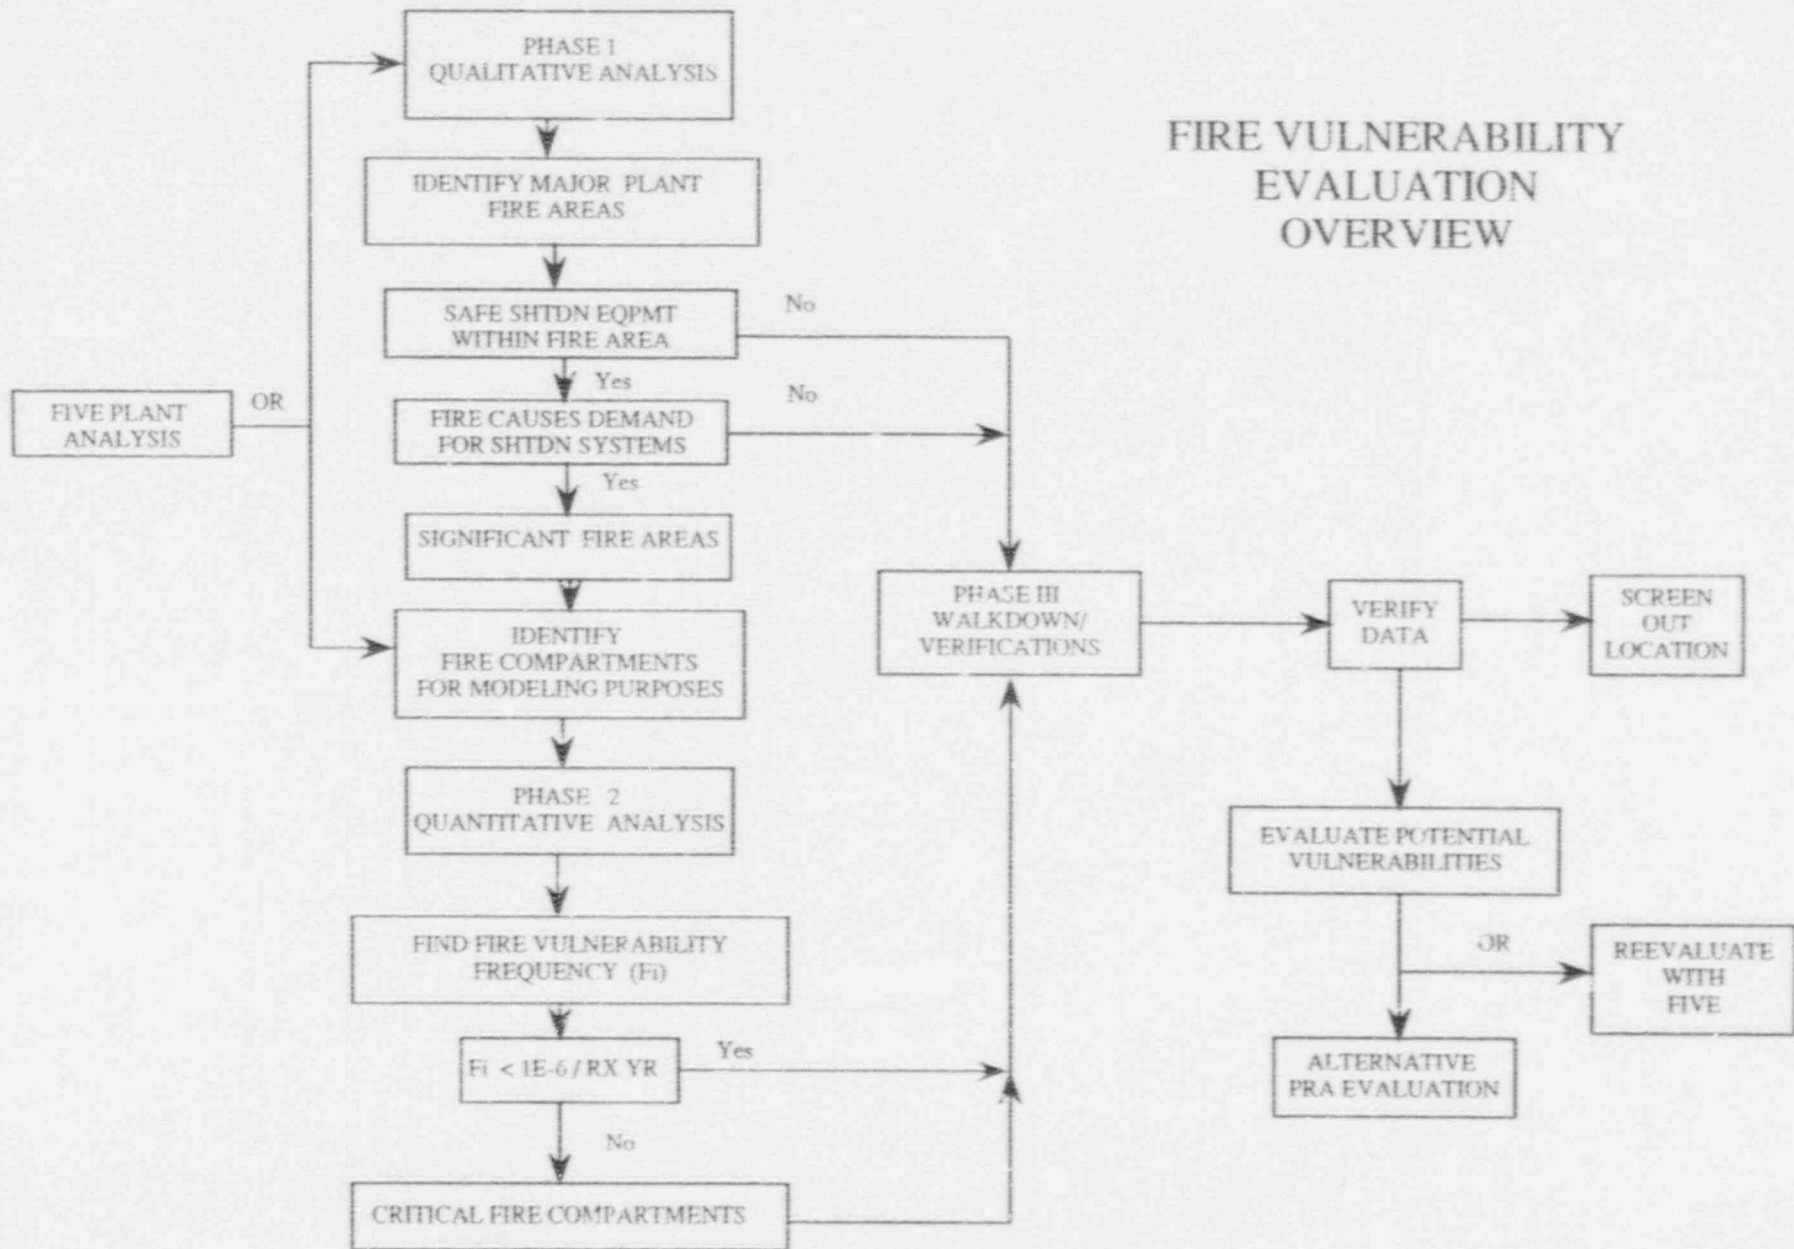 FIRE VULNERABILITY
EVALUATION
OVERVIEW
FIVE PLANT
ANALYSIS
OR
PHASE 1
QUALITATIVE ANALYSIS
IDENTIFY MAJOR PLANT
FIRE AREAS
SAFE SHTDN EQPMT
WITHIN FIRE AREA
No
Yes
FIRE CAUSES DEMAND
FOR SHTDN SYSTEMS
No
Yes
SIGNIFICANT FIRE AREAS
IDENTIFY
FIRE COMPARTMENTS
FOR MODELING PURPOSES
PHASE 2
QUANTITATIVE ANALYSIS
FIND FIRE VULNERABILITY
FREQUENCY (Fi)
Fi < 1E-6 / RX YR
Yes
No
CRITICAL FIRE COMPARTMENTS
PHASE III
WALKDOWN/
VERIFICATIONS
VERIFY
DATA
SCREEN
OUT
LOCATION
EVALUATE POTENTIAL
VULNERABILITIES
OR
REEVALUATE
WITH
FIVE
ALTERNATIVE
PRA EVALUATION